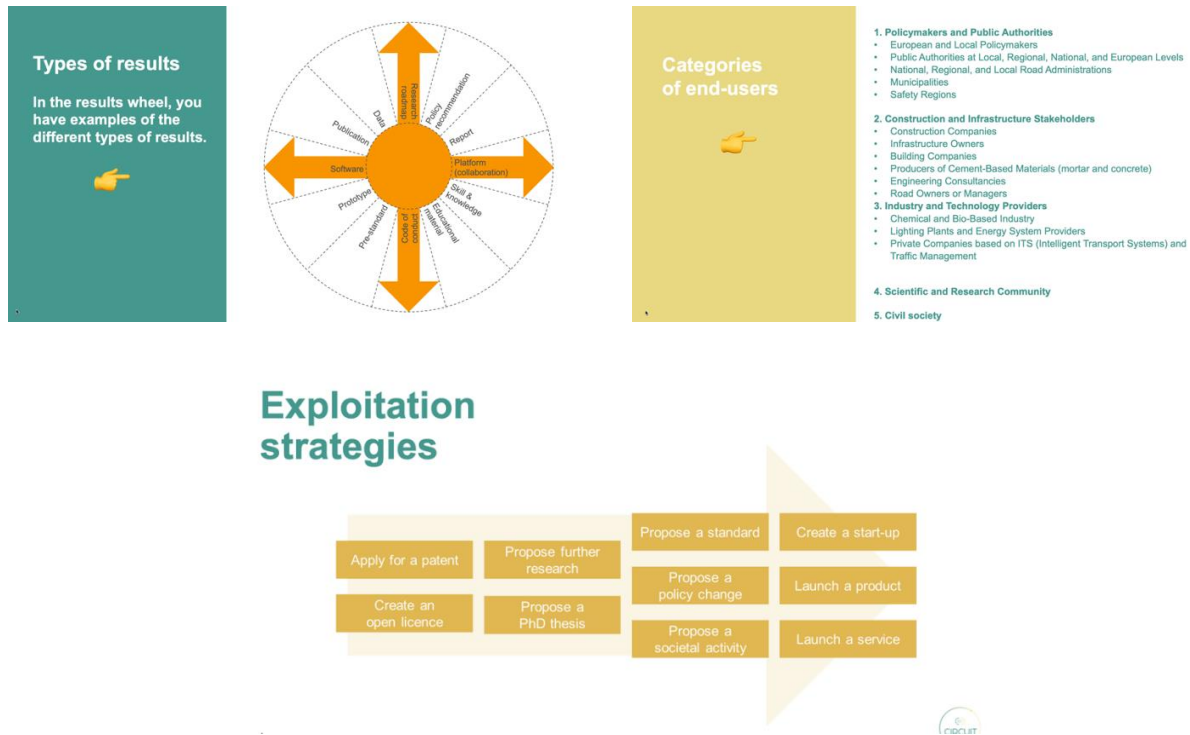 Types of results
In the results wheel, you
have examples of the
different types of results.
Research
roadmap
Policy
recommendation
Report
Platform
(collaboration)
Skill &
knowledge
Educational
material
Code of
conduct
Pre-standard
Prototype
Software
Publication
Data
Categories
of end-users
1. Policymakers and Public Authorities
• European and Local Policymakers
• Public Authorities at Local, Regional, National, and European Levels
• National, Regional, and Local Road Administrations
• Municipalities
• Safety Regions
2. Construction and Infrastructure Stakeholders
• Construction Companies
• Infrastructure Owners
• Building Companies
• Producers of Cement-Based Materials (mortar and concrete)
• Engineering Consultancies
• Road Owners or Managers
3. Industry and Technology Providers
• Chemical and Bio-Based Industry
• Lighting Plants and Energy System Providers
• Private Companies based on ITS (Intelligent Transport Systems) and
Traffic Management
4. Scientific and Research Community
5. Civil society
Exploitation
strategies
Apply for a patent
Create an
open licence
Propose further
research
Propose a
PhD thesis
Propose a standard
Propose a
policy change
Propose a
societal activity
Create a start-up
Launch a product
Launch a service
CIRCUIT